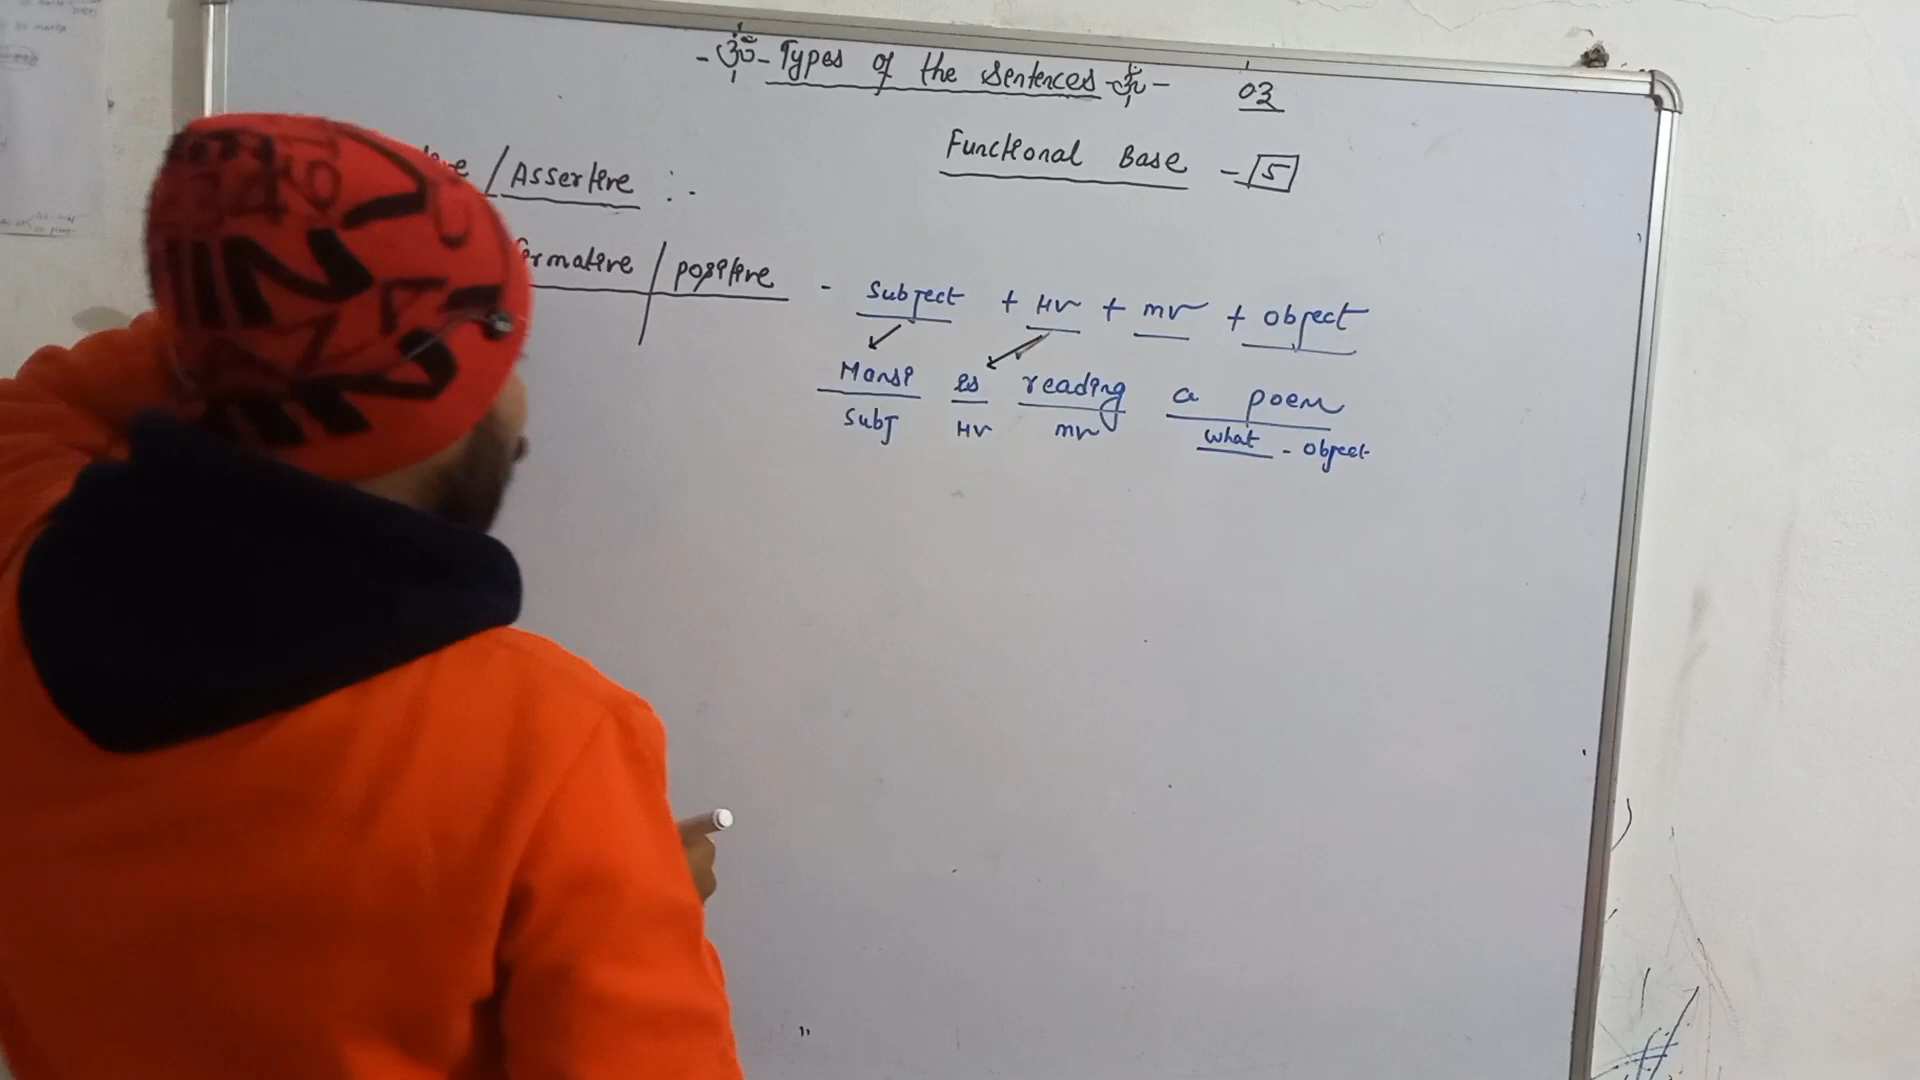 -ॐ- Types of the Sentences -ॐ- 03
Functional Base - 5
/ Assertive :-
/ positive - Subject + HV + mv + object
Mansi is reading a poem
Subj HV mv what - object